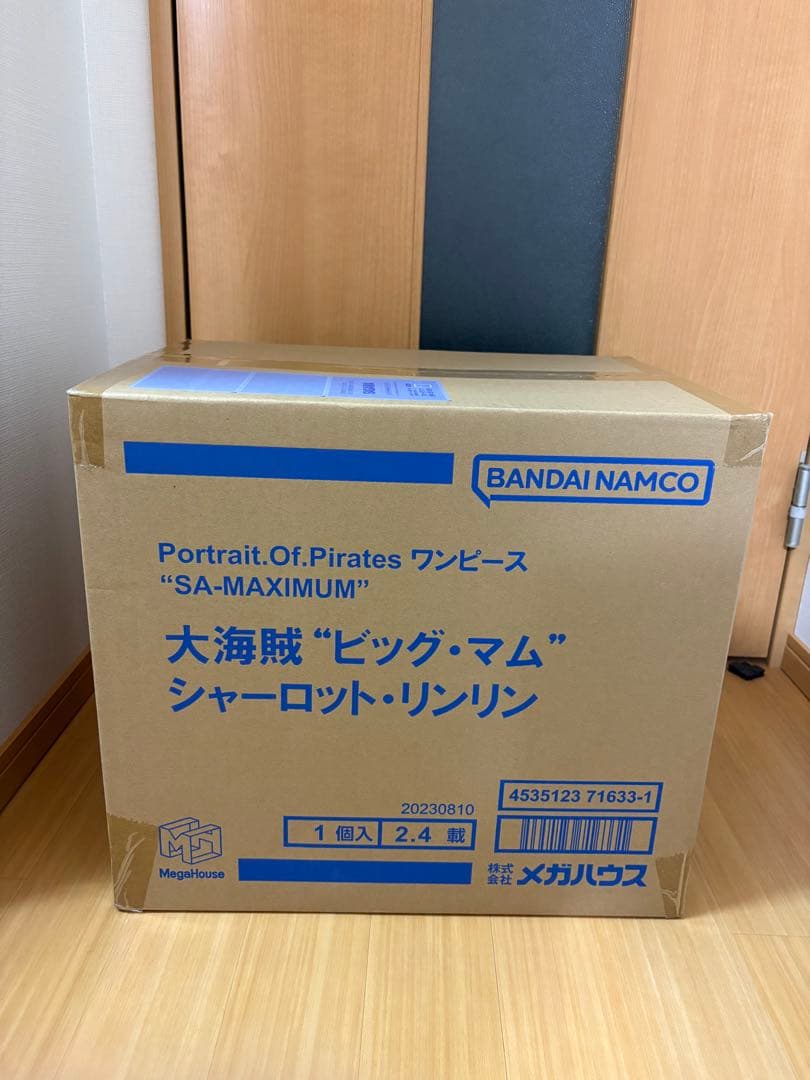 BANDAI NAMCO
Portrait.Of.Pirates ワンピース
“SA-MAXIMUM”
大海賊“ビッグ・マム”
シャーロット・リンリン
20230810
4535123 71633-1
1 個入 2.4 載
MegaHouse
株式会社 メガハウス